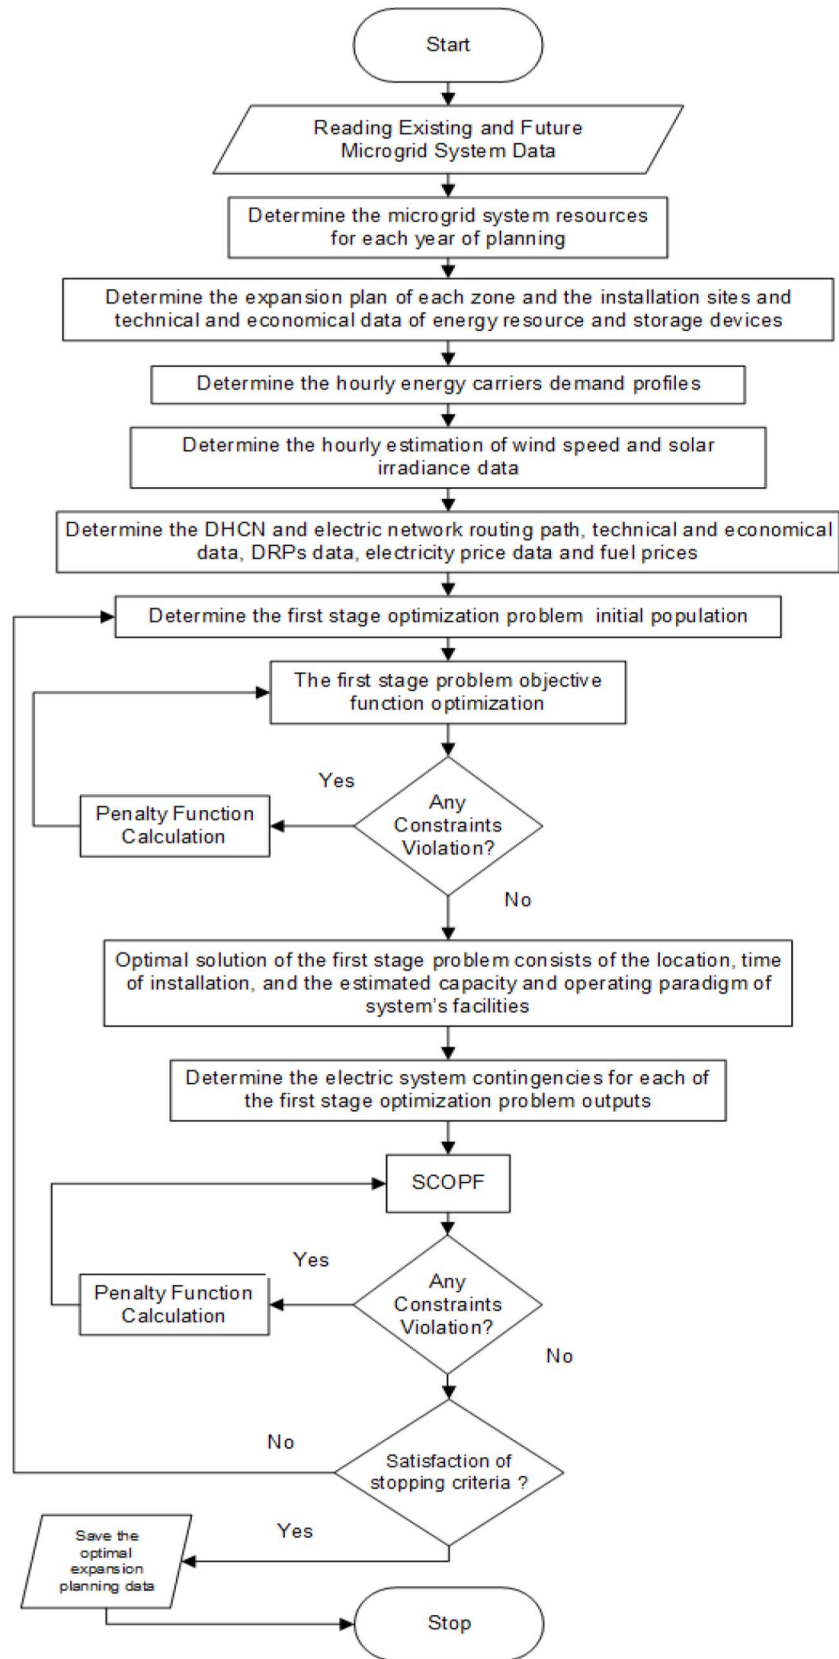 Start
Reading Existing and Future
Microgrid System Data
Determine the microgrid system resources
for each year of planning
Determine the expansion plan of each zone and the installation sites and
technical and economical data of energy resource and storage devices
Determine the hourly energy carriers demand profiles
Determine the hourly estimation of wind speed and solar
irradiance data
Determine the DHCN and electric network routing path, technical and economical
data, DRPs data, electricity price data and fuel prices
Determine the first stage optimization problem initial population
The first stage problem objective
function optimization
Yes
Any
Constraints
Violation?
Penalty Function
Calculation
No
Optimal solution of the first stage problem consists of the location, time
of installation, and the estimated capacity and operating paradigm of
system's facilities
Determine the electric system contingencies for each of
the first stage optimization problem outputs
SCOPF
Yes
Any
Constraints
Violation?
Penalty Function
Calculation
No
No
Satisfaction of
stopping criteria ?
Yes
Save the
optimal
expansion
planning data
Stop